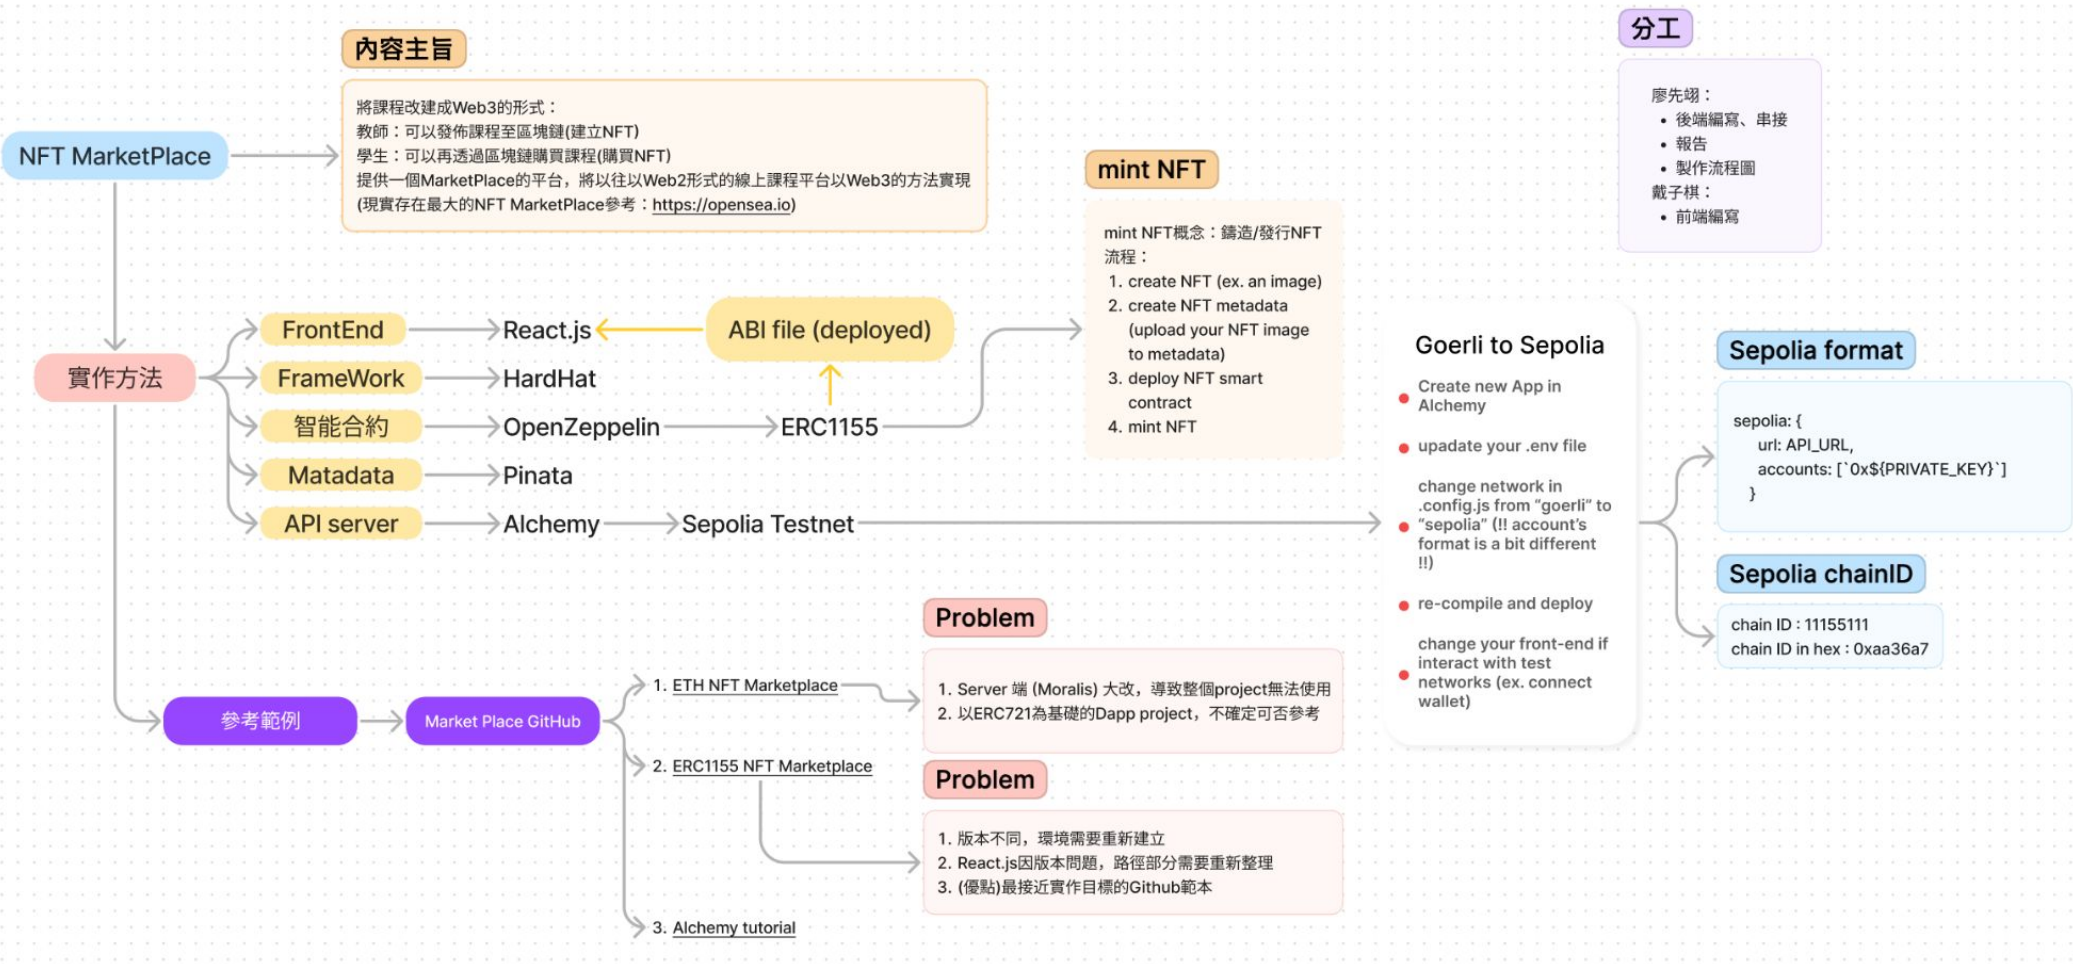 內容主旨
將課程改建成Web3的形式：
教師：可以發佈課程至區塊鏈(建立NFT)
學生：可以再透過區塊鏈購買課程(購買NFT)
提供一個MarketPlace的平台，將以往以Web2形式的線上課程平台以Web3的方法實現
(現實存在最大的NFT MarketPlace參考：https://opensea.io)
NFT MarketPlace
分工
廖先翊：
• 後端編寫、串接
• 報告
• 製作流程圖
戴子棋：
• 前端編寫
mint NFT
mint NFT概念：鑄造/發行NFT
流程：
1. create NFT (ex. an image)
2. create NFT metadata
(upload your NFT image
to metadata)
3. deploy NFT smart
contract
4. mint NFT
實作方法
FrontEnd
React.js
ABI file (deployed)
FrameWork
HardHat
智能合約
OpenZeppelin
ERC1155
Matadata
Pinata
API server
Alchemy
Sepolia Testnet
Goerli to Sepolia
Create new App in
Alchemy
upadate your .env file
change network in
.config.js from “goerli” to
“sepolia” (!! account’s
format is a bit different
!!)
re-compile and deploy
change your front-end if
interact with test
networks (ex. connect
wallet)
Sepolia format
sepolia: {
url: API_URL,
accounts: [`0x${PRIVATE_KEY}`]
}
Sepolia chainID
chain ID : 11155111
chain ID in hex : 0xaa36a7
參考範例
Market Place GitHub
1. ETH NFT Marketplace
2. ERC1155 NFT Marketplace
3. Alchemy tutorial
Problem
1. Server 端 (Moralis) 大改，導致整個project無法使用
2. 以ERC721為基礎的Dapp project，不確定可否參考
Problem
1. 版本不同，環境需要重新建立
2. React.js因版本問題，路徑部分需要重新整理
3. (優點)最接近實作目標的Github範本